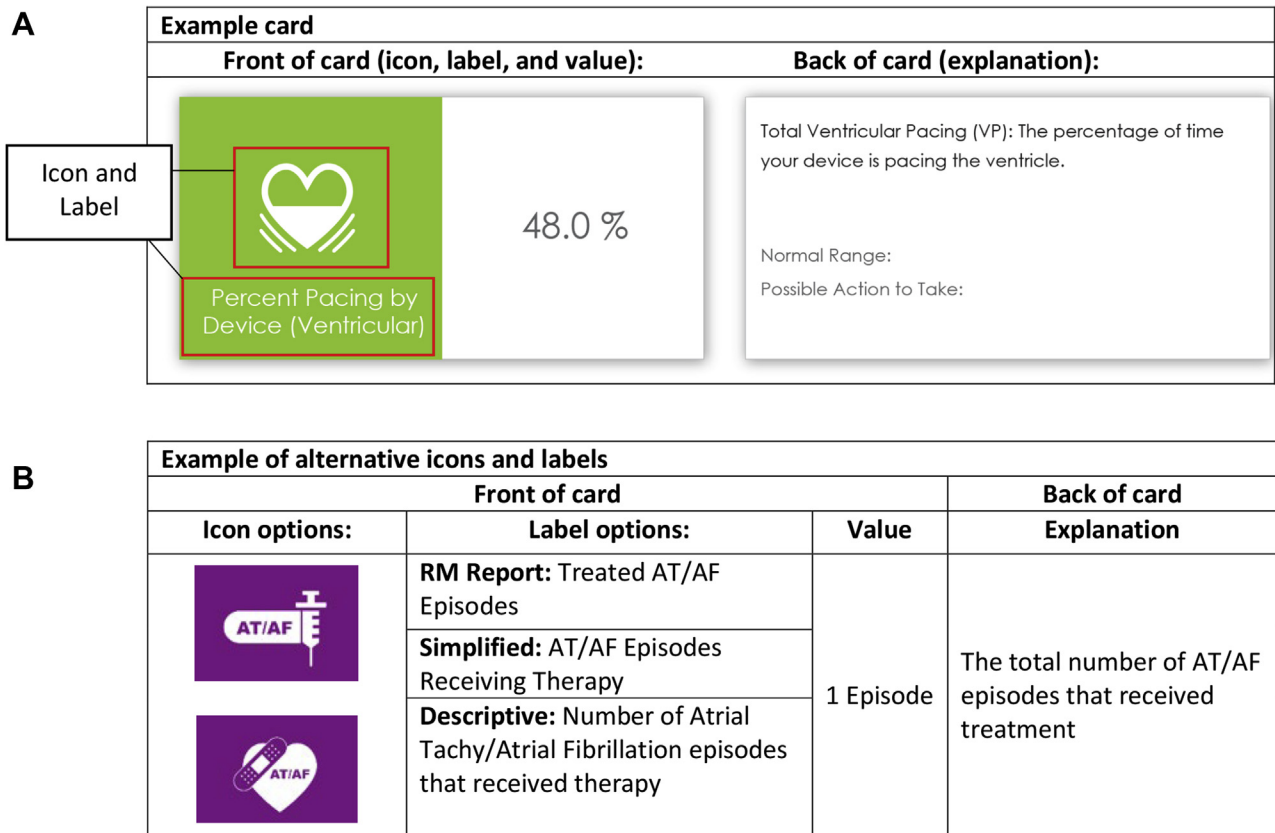 A
Example card
Front of card (icon, label, and value):
Back of card (explanation):
Icon and
Label
Percent Pacing by
Device (Ventricular)
48.0 %
Total Ventricular Pacing (VP): The percentage of time
your device is pacing the ventricle.
Normal Range:
Possible Action to Take:
B
Example of alternative icons and labels
Front of card
Back of card
Icon options:
Label options:
Value
Explanation
AT/AF
AT/AF
RM Report: Treated AT/AF
Episodes
Simplified: AT/AF Episodes
Receiving Therapy
Descriptive: Number of Atrial
Tachy/Atrial Fibrillation episodes
that received therapy
1 Episode
The total number of AT/AF
episodes that received
treatment